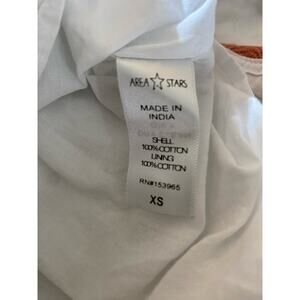 AREA STARS
MADE IN
INDIA
SHELL
100%COTTON
LINING
100%COTTON
RN#153965
XS